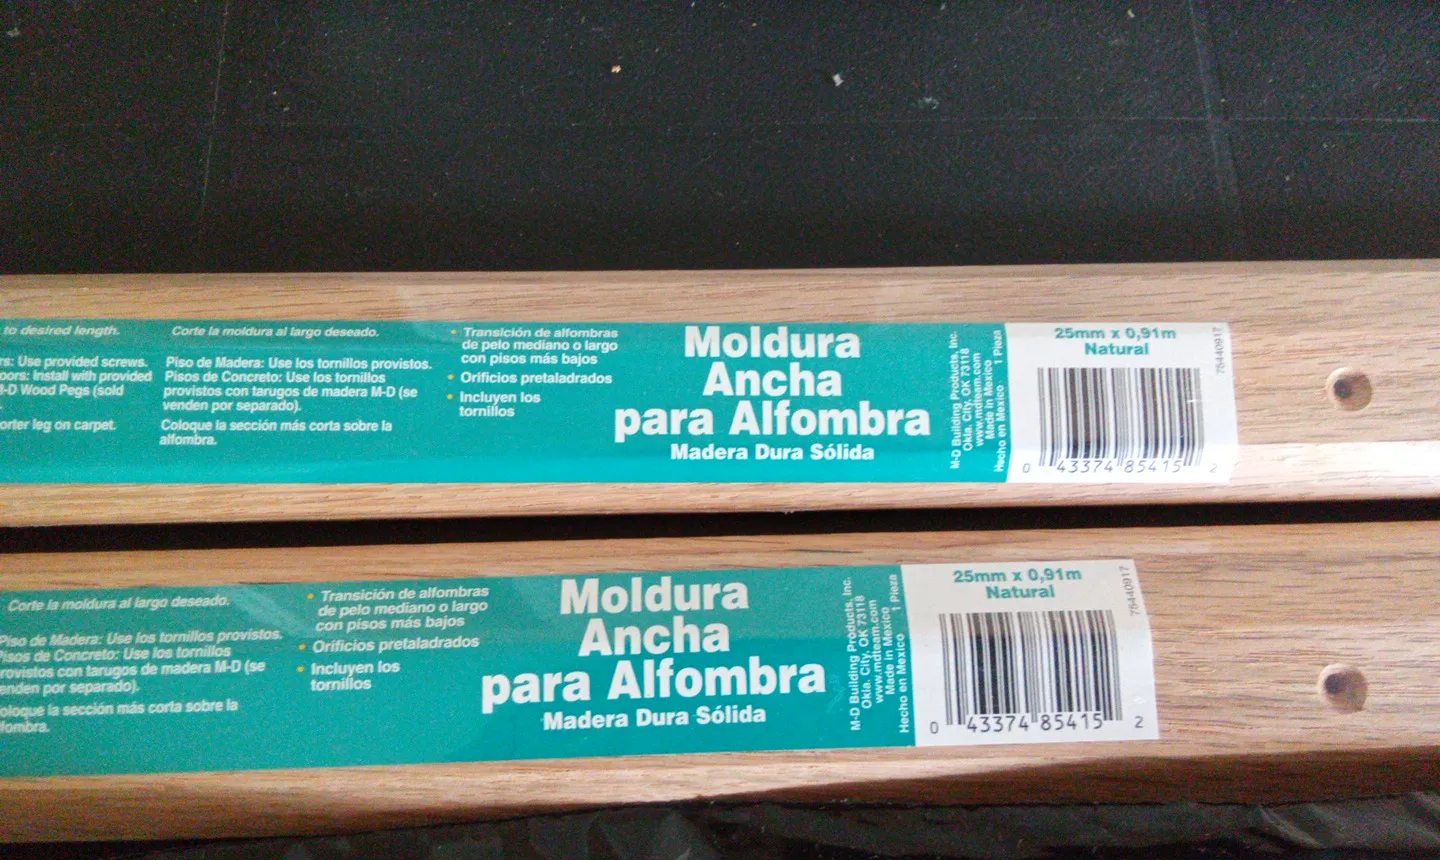 to desired length.
Use provided screws.
Install with provided
M-D Wood Pegs (sold
leg on carpet.
Corte la moldura al largo deseado.
Piso de Madera: Use los tornillos provistos.
Pisos de Concreto: Use los tornillos
provistos con tarugos de madera M-D (se
venden por separado).
Coloque la sección más corta sobre la
alfombra.
• Transición de alfombras
de pelo mediano o largo
con pisos más bajos
• Orificios pretaladrados
• Incluyen los
tornillos
Moldura
Ancha
para Alfombra
Madera Dura Sólida
M-D Building Products, Inc.
Okla. City, OK 73118
www.mdteam.com
Made in Mexico
Hecho en Mexico 1 Pieza
25mm x 0,91m
Natural
75440917
0 43374 85415 2
Corte la moldura al largo deseado.
Piso de Madera: Use los tornillos provistos.
Pisos de Concreto: Use los tornillos
provistos con tarugos de madera M-D (se
venden por separado).
Coloque la sección más corta sobre la
alfombra.
• Transición de alfombras
de pelo mediano o largo
con pisos más bajos
• Orificios pretaladrados
• Incluyen los
tornillos
Moldura
Ancha
para Alfombra
Madera Dura Sólida
M-D Building Products, Inc.
Okla. City, OK 73118
www.mdteam.com
Made in Mexico
Hecho en Mexico 1 Pieza
25mm x 0,91m
Natural
75440917
0 43374 85415 2